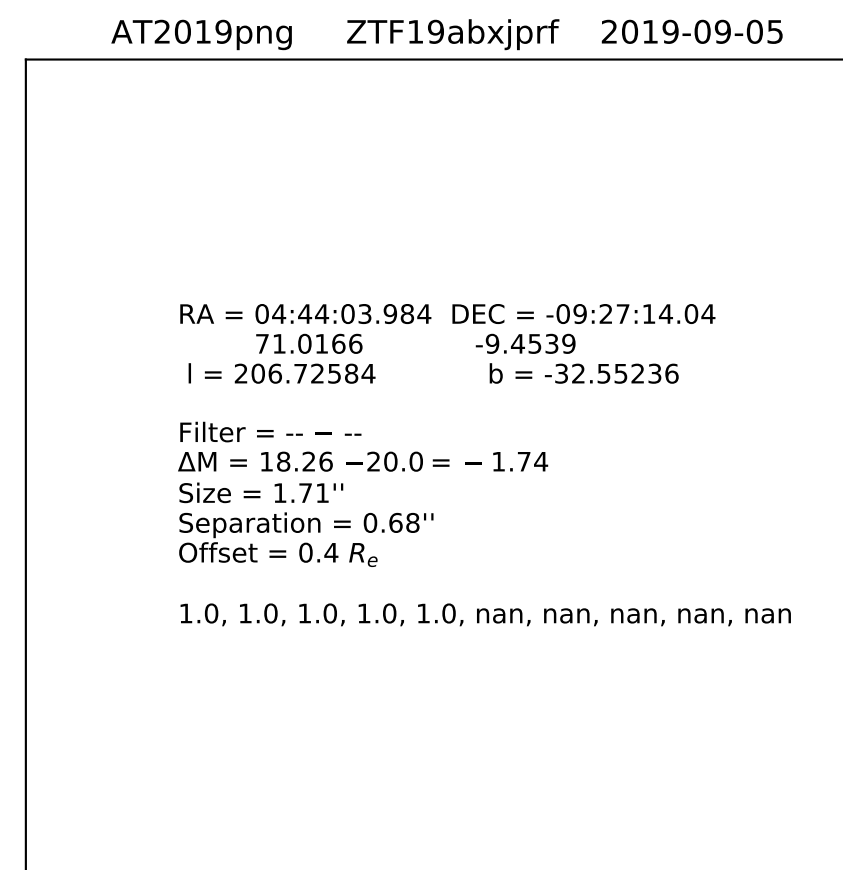 AT2019png ZTF19abxjprf 2019-09-05
RA = 04:44:03.984 DEC = -09:27:14.04
71.0166 -9.4539
l = 206.72584 b = -32.55236
Filter = -- − --
ΔM = 18.26 −20.0 = − 1.74
Size = 1.71''
Separation = 0.68''
Offset = 0.4 Rₑ
1.0, 1.0, 1.0, 1.0, 1.0, nan, nan, nan, nan, nan